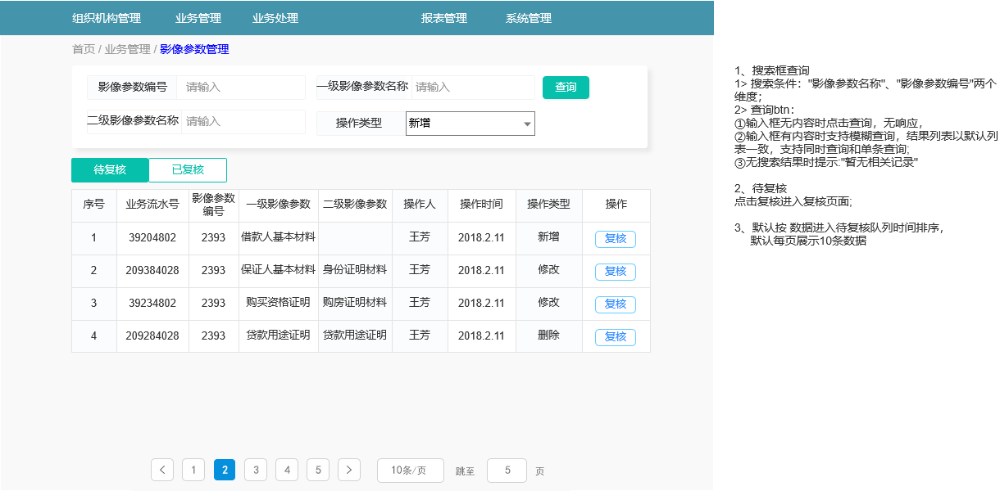 组织机构管理 业务管理 业务处理 报表管理 系统管理
首页 / 业务管理 / 影像参数管理
影像参数编号 请输入 一级影像参数名称 请输入 查询
二级影像参数名称 请输入 操作类型 新增
待复核 已复核
序号 业务流水号 影像参数编号 一级影像参数 二级影像参数 操作人 操作时间 操作类型 操作
1 39204802 2393 借款人基本材料 王芳 2018.2.11 新增 复核
2 209384028 2393 保证人基本材料 身份证明材料 王芳 2018.2.11 修改 复核
3 39234802 2393 购买资格证明 购房证明材料 王芳 2018.2.11 修改 复核
4 209284028 2393 贷款用途证明 贷款用途证明 王芳 2018.2.11 删除 复核
< 1 2 3 4 5 > 10条/页 跳至 5 页
1、搜索框查询
1> 搜索条件："影像参数名称"、"影像参数编号"两个
维度；
2> 查询btn：
①输入框无内容时点击查询，无响应，
②输入框有内容时支持模糊查询，结果列表以默认列
表一致，支持同时查询和单条查询;
③无搜索结果时提示:"暂无相关记录"
2、待复核
点击复核进入复核页面;
3、默认按 数据进入待复核队列时间排序，
默认每页展示10条数据